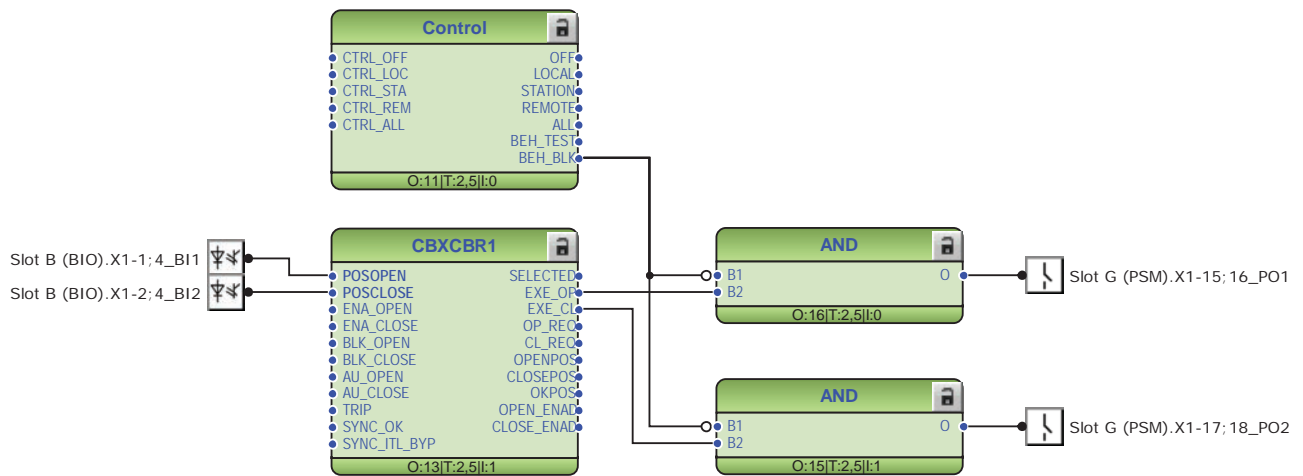 Control
CTRL_OFF
CTRL_LOC
CTRL_STA
CTRL_REM
CTRL_ALL
OFF
LOCAL
STATION
REMOTE
ALL
BEH_TEST
BEH_BLK
O:11|T:2,5|I:0
Slot B (BIO).X1-1;4_BI1
Slot B (BIO).X1-2;4_BI2
CBXCBR1
POSOPEN
POSCLOSE
ENA_OPEN
ENA_CLOSE
BLK_OPEN
BLK_CLOSE
AU_OPEN
AU_CLOSE
TRIP
SYNC_OK
SYNC_ITL_BYP
SELECTED
EXE_OP
EXE_CL
OP_REQ
CL_REQ
OPENPOS
CLOSEPOS
OKPOS
OPEN_ENAD
CLOSE_ENAD
O:13|T:2,5|I:1
AND
B1
B2
O
O:16|T:2,5|I:0
Slot G (PSM).X1-15;16_PO1
AND
B1
B2
O
O:15|T:2,5|I:1
Slot G (PSM).X1-17;18_PO2